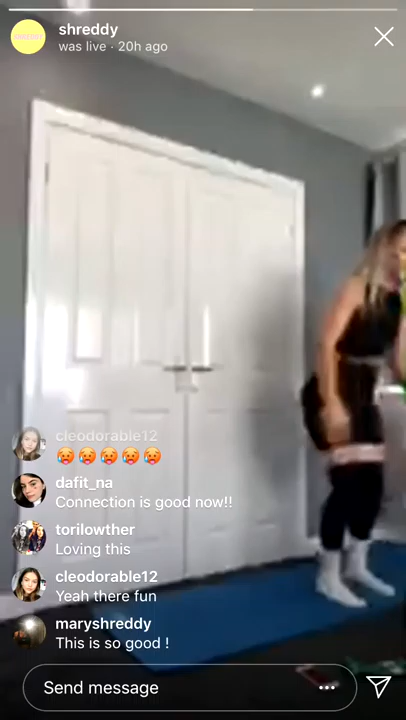 shreddy
was live · 20h ago
cleodorable12
🥵🥵🥵🥵🥵
dafit_na
Connection is good now!!
torilowther
Loving this
cleodorable12
Yeah there fun
maryshreddy
This is so good !
Send message